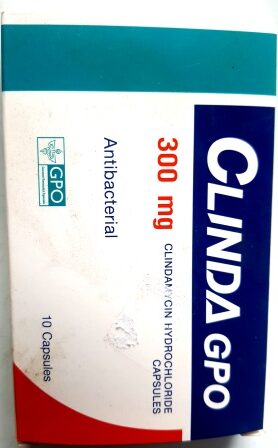 CLINDA GPO
CLINDAMYCIN HYDROCHLORIDE
CAPSULES
300 mg
Antibacterial
GPO
10 Capsules